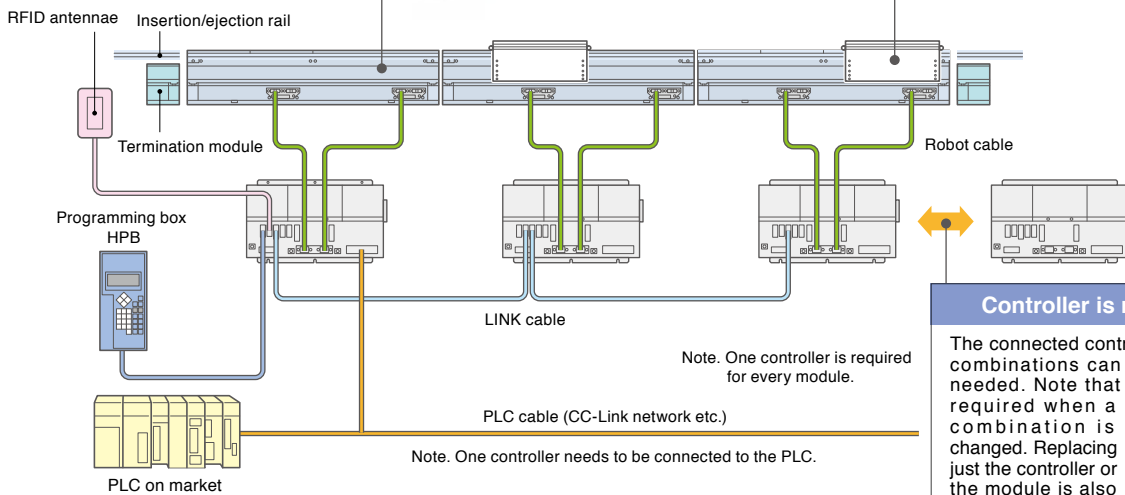 RFID antennae
Insertion/ejection rail
Termination module
Robot cable
Programming box
HPB
LINK cable
Note. One controller is required
for every module.
PLC cable (CC-Link network etc.)
Note. One controller needs to be connected to the PLC.
PLC on market
Controller is
The connected
combinations can
needed. Note that
required when a
combination is
changed. Replacing
just the controller or
the module is also